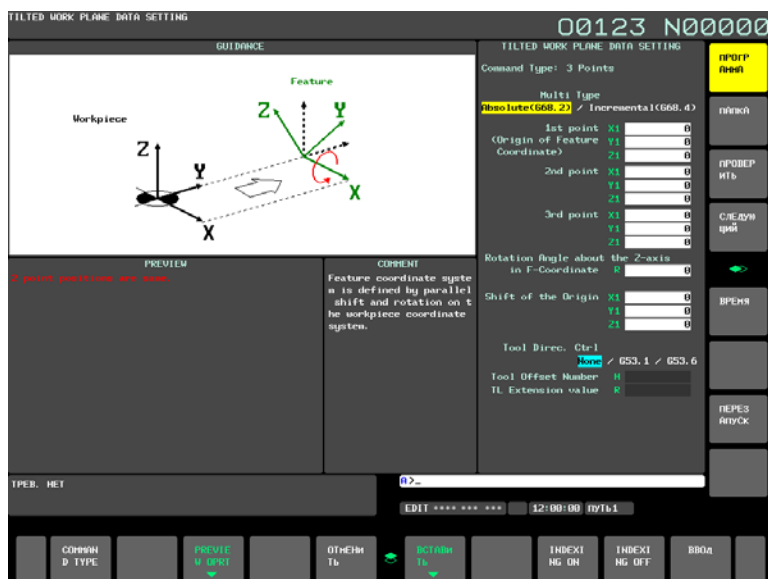 TILTED WORK PLANE DATA SETTING
O0123 N00000
GUIDANCE
Feature
Z
Y
X
Workpiece
Z
Y
X
TILTED WORK PLANE DATA SETTING
Command Type: 3 Points
Multi Type
Absolute(G68.2) / Incremental(G68.4)
1st point X1 0
(Origin of Feature Y1 0
Coordinate) Z1 0
2nd point X1 0
Y1 0
Z1 0
3rd point X1 0
Y1 0
Z1 0
Rotation Angle about the Z-axis
in F-Coordinate R 0
Shift of the Origin X1 0
Y1 0
Z1 0
Tool Direc. Ctrl
None / G53.1 / G53.6
Tool Offset Number H
TL Extension value R
PREVIEW
2 point positions are same.
COMMENT
Feature coordinate syste
m is defined by parallel
shift and rotation on t
he workpiece coordinate
system.
ПРОГР
АММА
ПАПКА
ПРОВЕР
ИТЬ
СЛЕДУЮ
ЩИЙ
ВРЕМЯ
ПЕРЕЗ
АПУСК
ТРЕВ. НЕТ
A>_
EDIT **** *** *** 12:00:00 ПУТЬ1
COMMAN
D TYPE
PREVIE
W OPRT
ОТМЕНИ
ТЬ
ВСТАВИ
ТЬ
INDEXI
NG ON
INDEXI
NG OFF
ВВОД